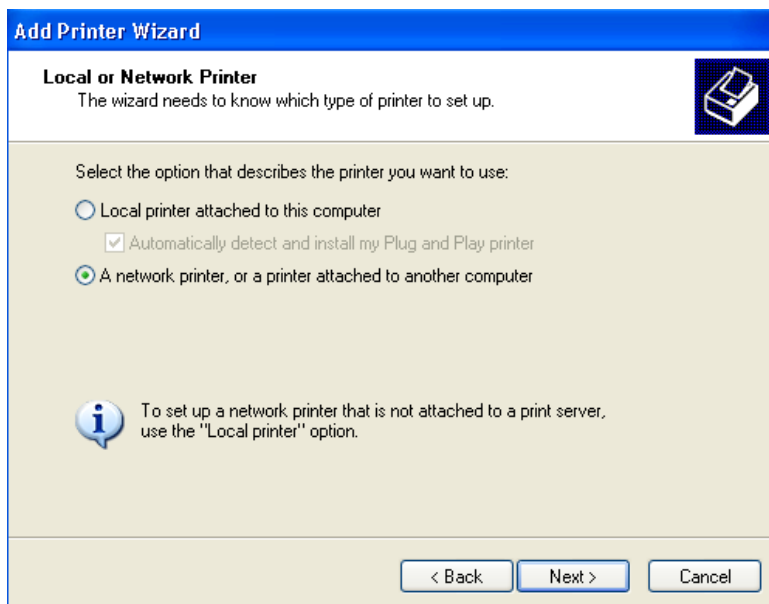 Add Printer Wizard
Local or Network Printer
The wizard needs to know which type of printer to set up.
Select the option that describes the printer you want to use:
Local printer attached to this computer
Automatically detect and install my Plug and Play printer
A network printer, or a printer attached to another computer
To set up a network printer that is not attached to a print server,
use the "Local printer" option.
< Back Next > Cancel